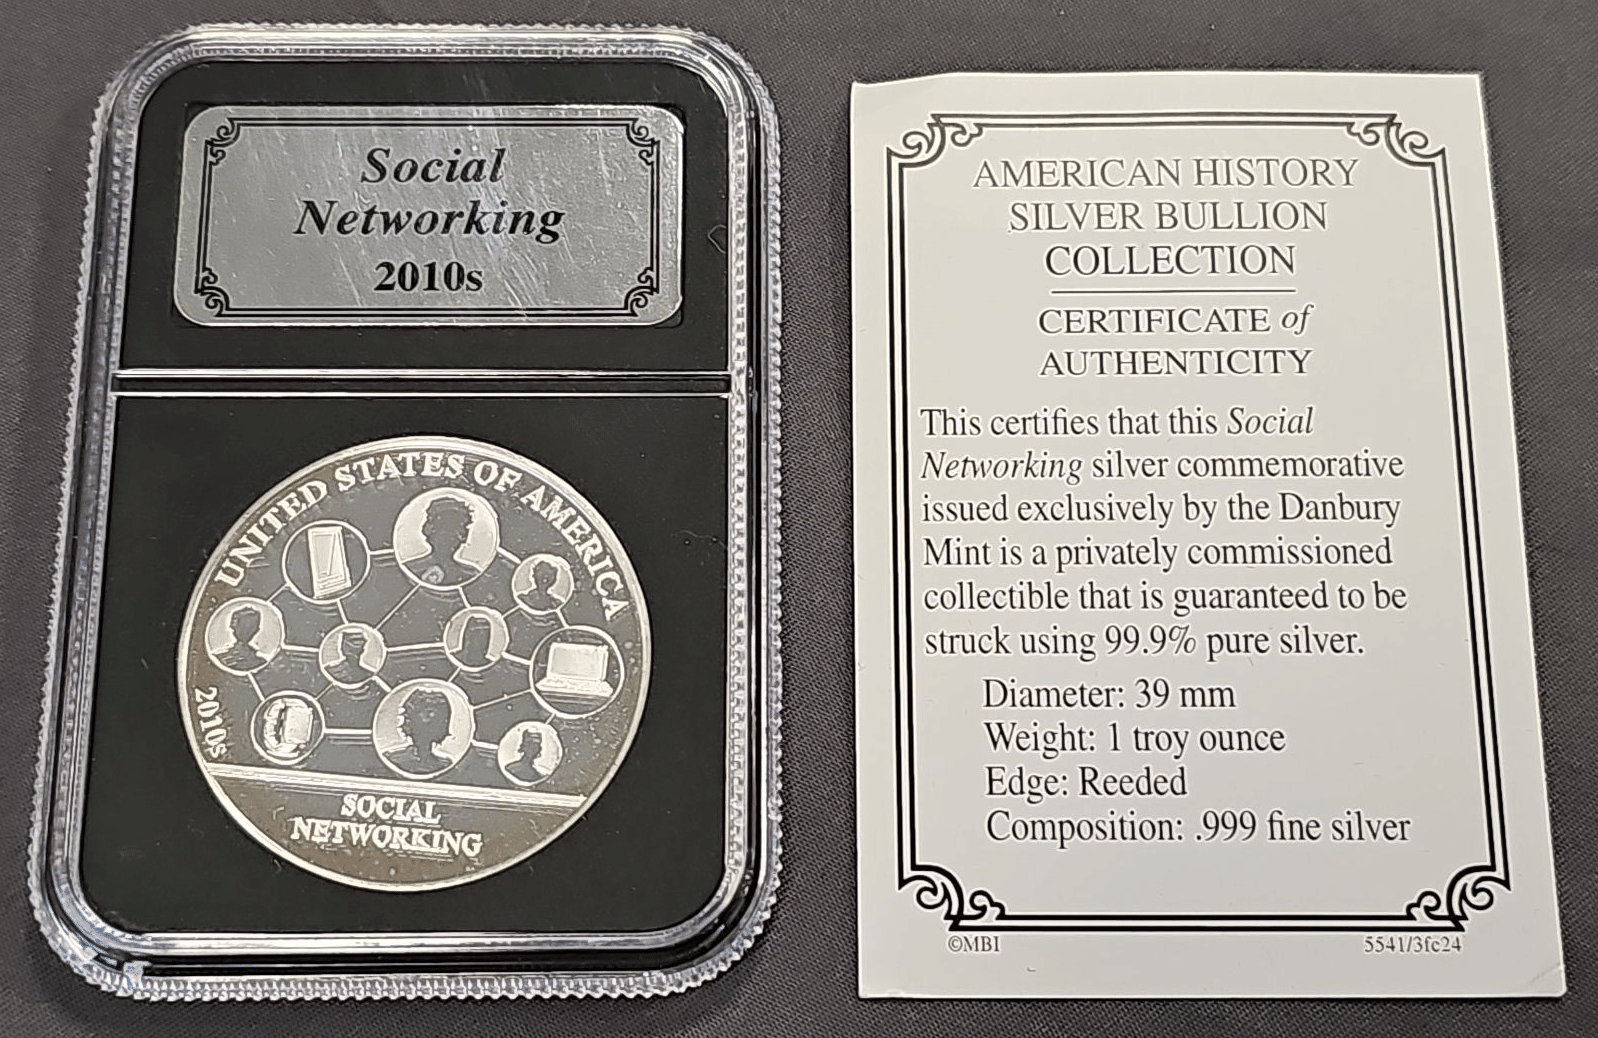 Social
Networking
2010s
UNITED STATES OF AMERICA
2010s
SOCIAL
NETWORKING
AMERICAN HISTORY
SILVER BULLION
COLLECTION
CERTIFICATE of
AUTHENTICITY
This certifies that this Social
Networking silver commemorative
issued exclusively by the Danbury
Mint is a privately commissioned
collectible that is guaranteed to be
struck using 99.9% pure silver.
Diameter: 39 mm
Weight: 1 troy ounce
Edge: Reeded
Composition: .999 fine silver
©MBI
5541/3fc24